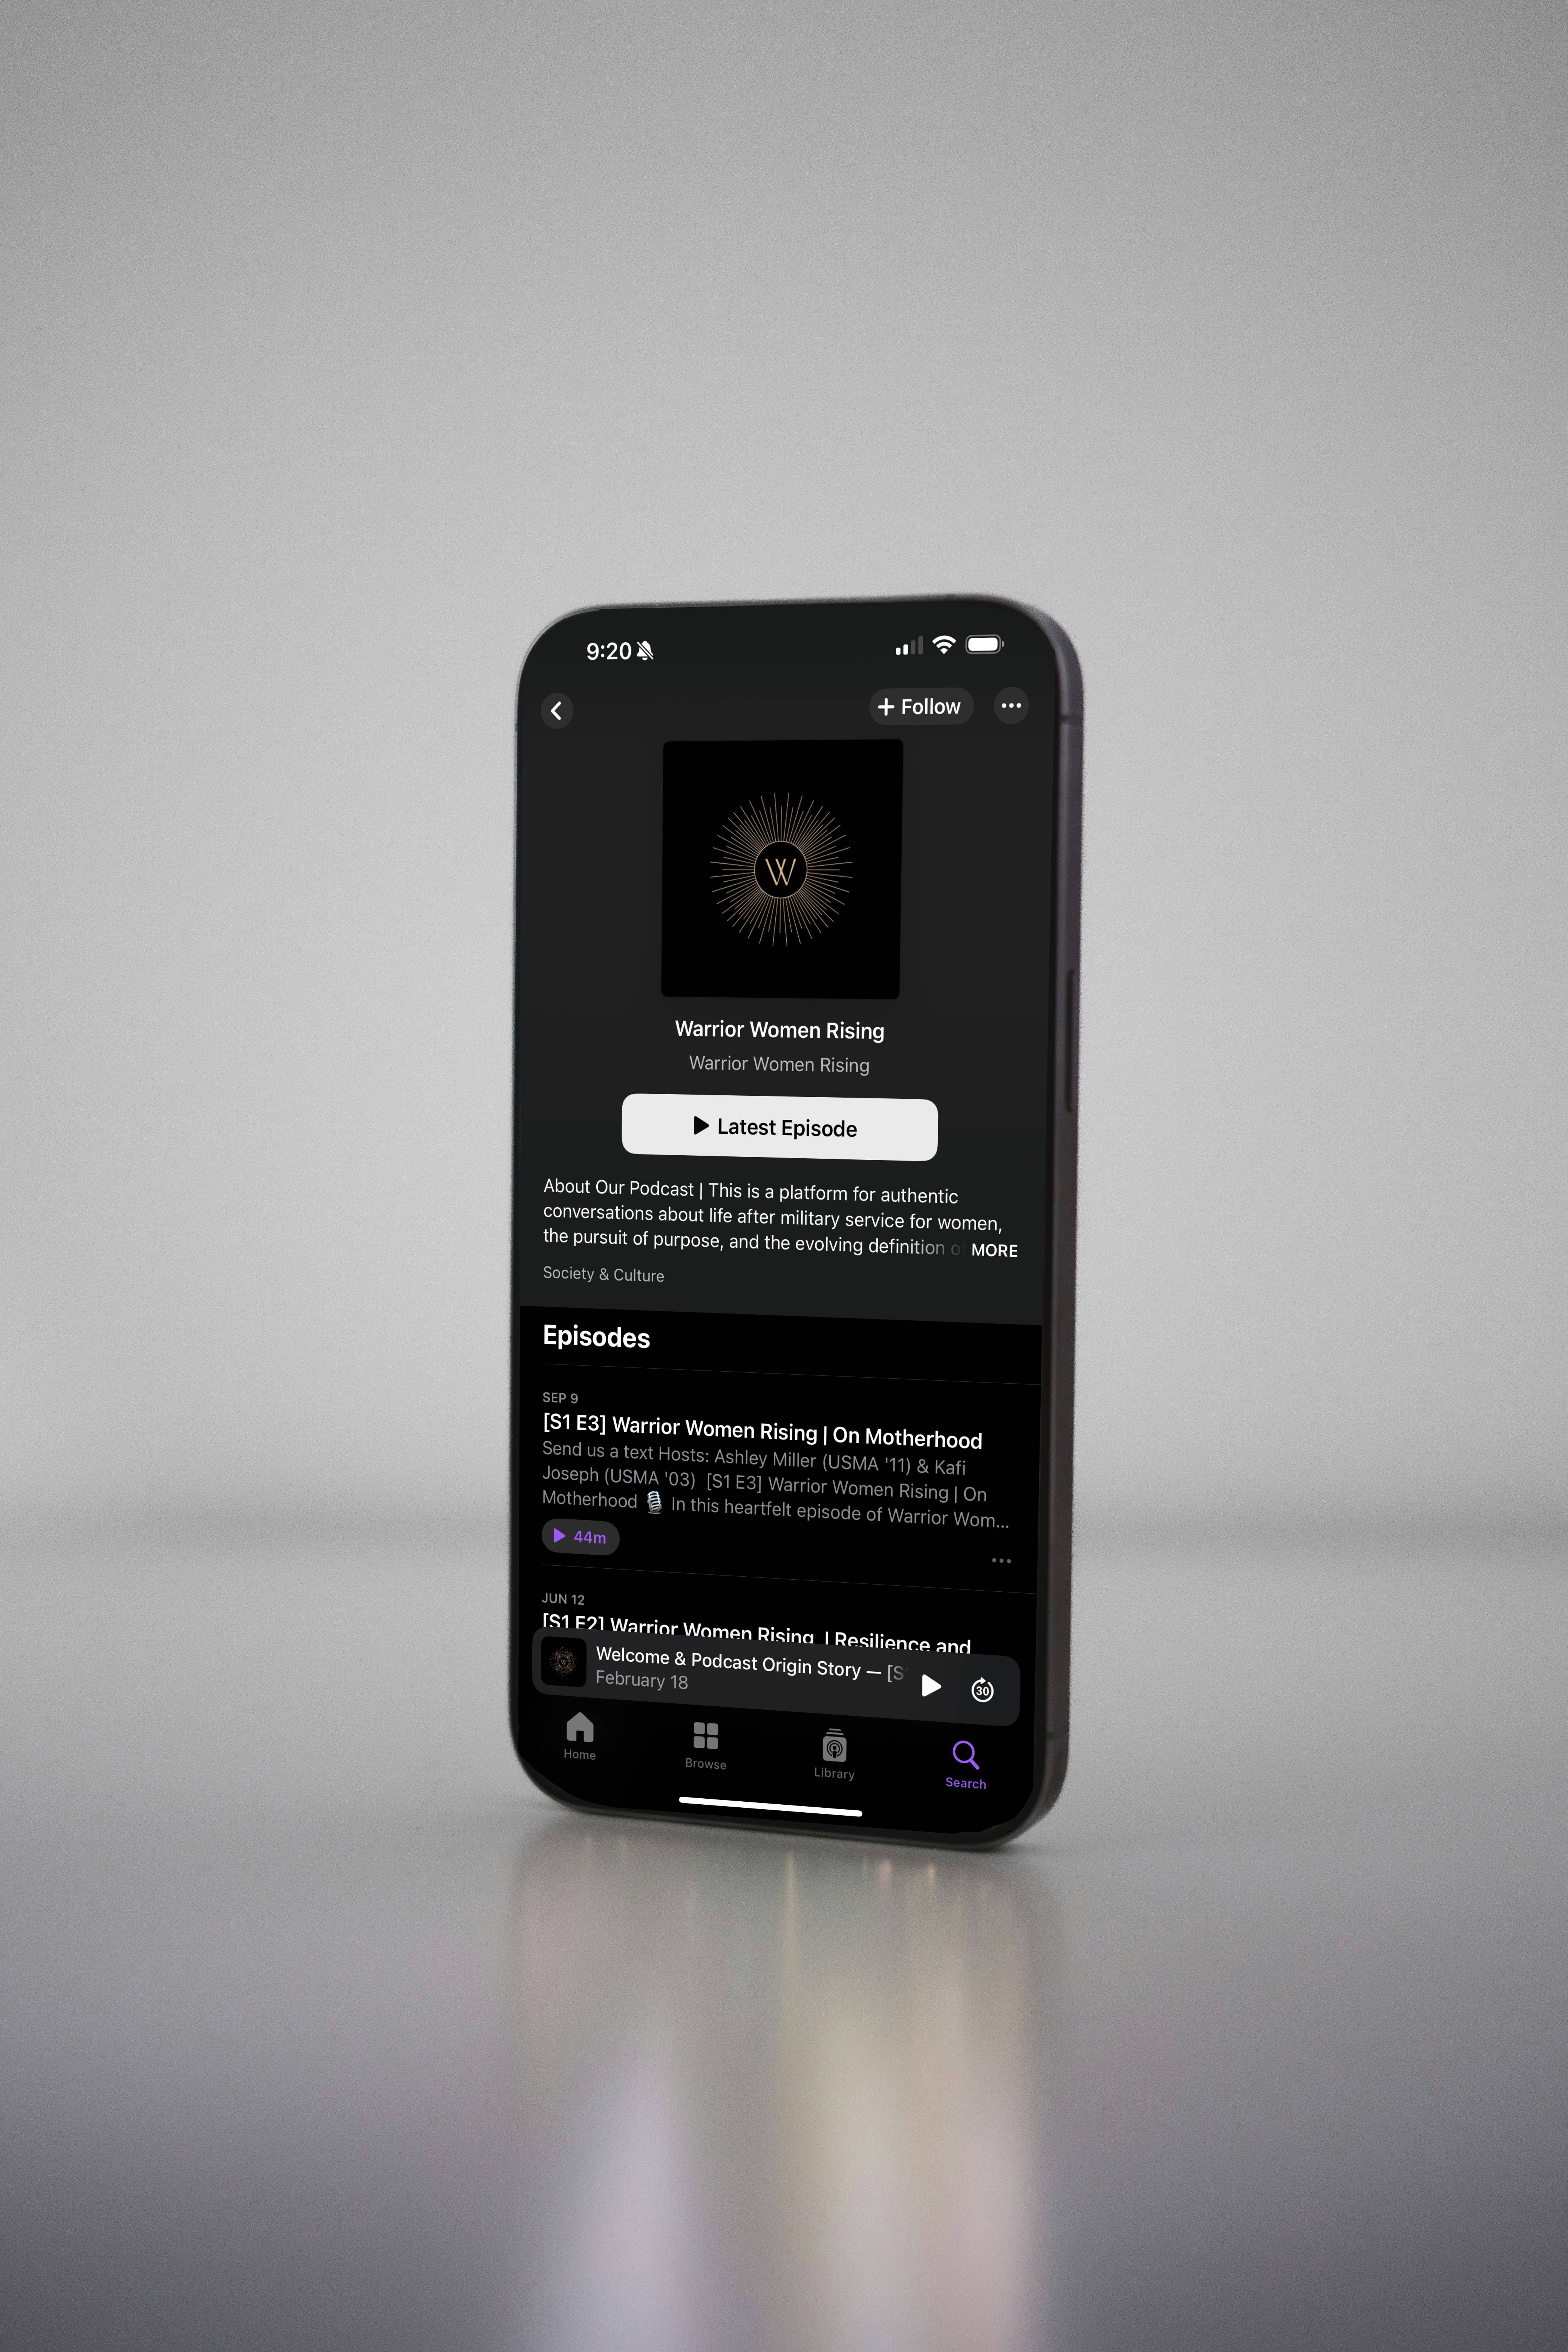 9:20
+ Follow
W
Warrior Women Rising
Warrior Women Rising
Latest Episode
About Our Podcast | This is a platform for authentic
conversations about life after military service for women,
the pursuit of purpose, and the evolving definition o MORE
Society & Culture
Episodes
SEP 9
[S1 E3] Warrior Women Rising | On Motherhood
Send us a text Hosts: Ashley Miller (USMA '11) & Kafi
Joseph (USMA '03) [S1 E3] Warrior Women Rising | On
Motherhood 🎙️ In this heartfelt episode of Warrior Wom...
44m
JUN 12
[S1 E2] Warrior Women Rising | Resilience and
Welcome & Podcast Origin Story — [S
February 18
30
Home
Browse
Library
Search